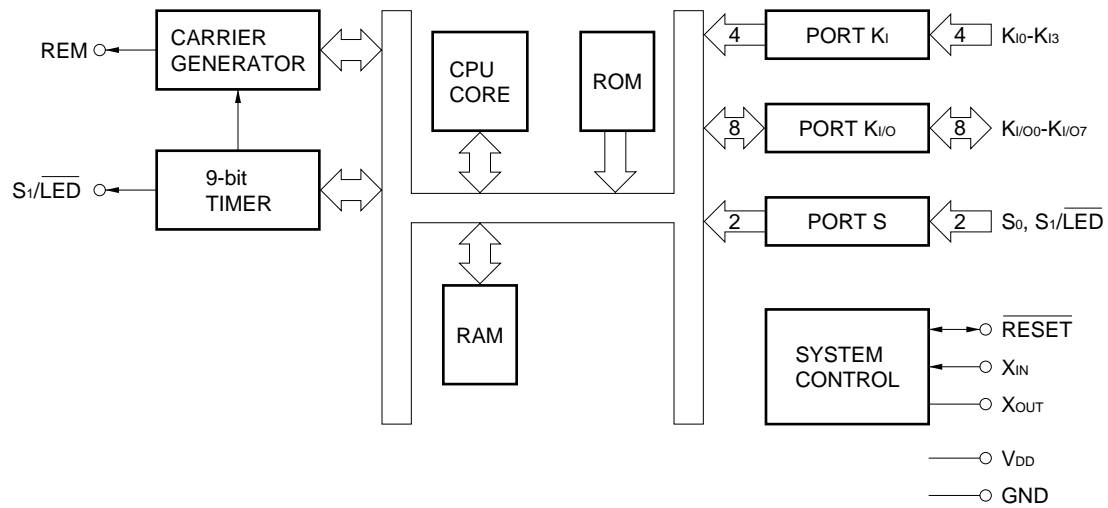 REM
CARRIER
GENERATOR
S1/LED
9-bit
TIMER
CPU
CORE
ROM
RAM
4
PORT KI
4
KI0-KI3
8
PORT KI/O
8
KI/O0-KI/O7
2
PORT S
2
S0, S1/LED
SYSTEM
CONTROL
RESET
XIN
XOUT
VDD
GND